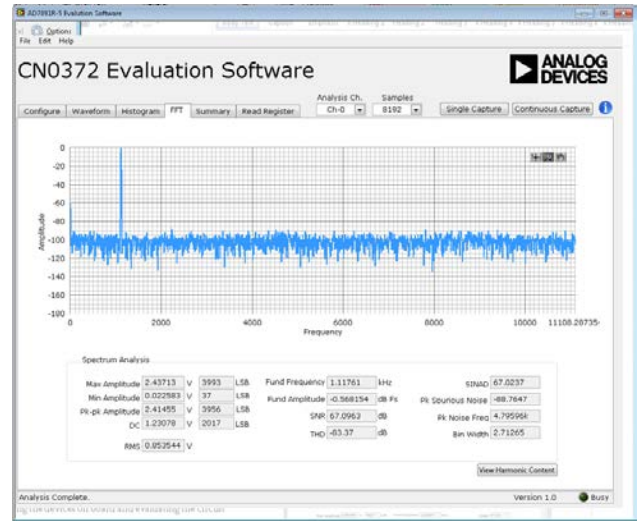 AD7091R-5 Evaluation Software
Options
File Edit Help
CN0372 Evaluation Software
ANALOG DEVICES
Analysis Ch. Samples
Configure Waveform Histogram FFT Summary Read Register Ch-0 8192 Single Capture Continuous Capture
0
-20
-40
-60
-80
-100
-120
-140
-160
-180
Amplitude
0 2000 4000 6000 8000 10000 11108.20735
Frequency
Spectrum Analysis
Max Amplitude 2.43713 V 3993 LSB Fund Frequency 1.11761 kHz SINAD 67.0237
Min Amplitude 0.022583 V 37 LSB Fund Amplitude -0.568154 dB Fs Pk Spurious Noise -88.7647
Pk-pk Amplitude 2.41455 V 3956 LSB SNR 67.0963 dB Pk Noise Freq 4.79596k
DC 1.23078 V 2017 LSB THD -83.37 dB Bin Width 2.71265
RMS 0.853544 V
View Harmonic Content
Analysis Complete. Version 1.0 Busy